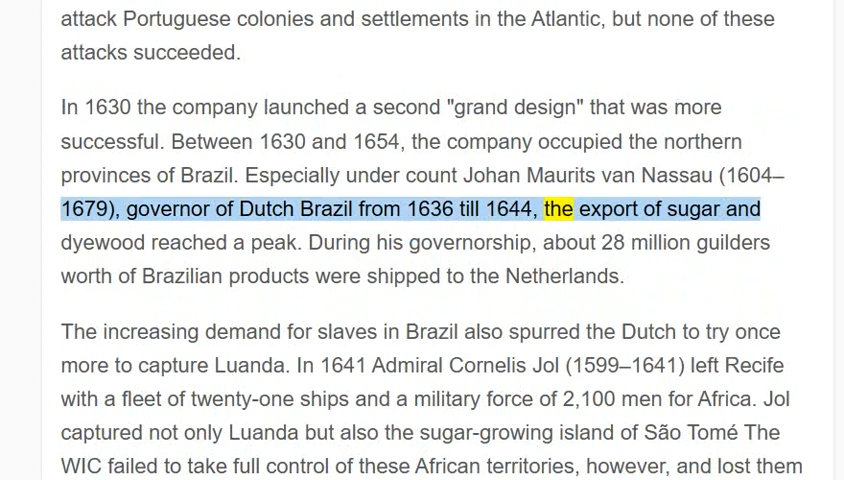 attack Portuguese colonies and settlements in the Atlantic, but none of these
attacks succeeded.
In 1630 the company launched a second "grand design" that was more
successful. Between 1630 and 1654, the company occupied the northern
provinces of Brazil. Especially under count Johan Maurits van Nassau (1604–
1679), governor of Dutch Brazil from 1636 till 1644, the export of sugar and
dyewood reached a peak. During his governorship, about 28 million guilders
worth of Brazilian products were shipped to the Netherlands.
The increasing demand for slaves in Brazil also spurred the Dutch to try once
more to capture Luanda. In 1641 Admiral Cornelis Jol (1599–1641) left Recife
with a fleet of twenty-one ships and a military force of 2,100 men for Africa. Jol
captured not only Luanda but also the sugar-growing island of São Tomé The
WIC failed to take full control of these African territories, however, and lost them